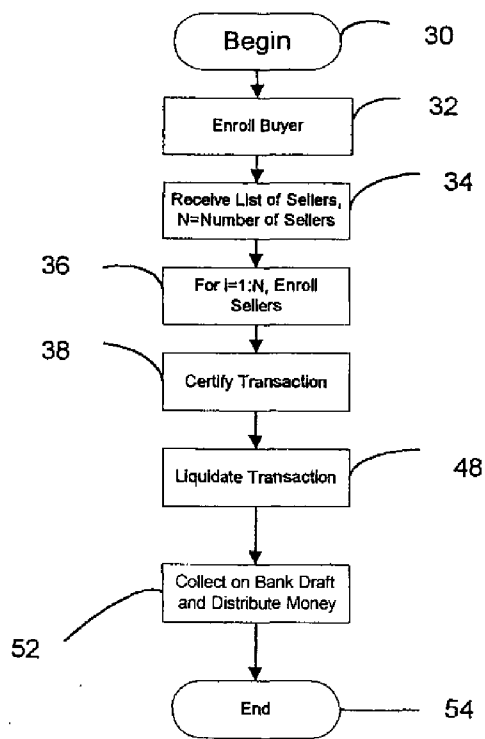 Begin
30
32
Enroll Buyer
34
Receive List of Sellers,
N=Number of Sellers
36
For I=1:N, Enroll
Sellers
38
Certify Transaction
Liquidate Transaction
48
Collect on Bank Draft
and Distribute Money
52
End
54